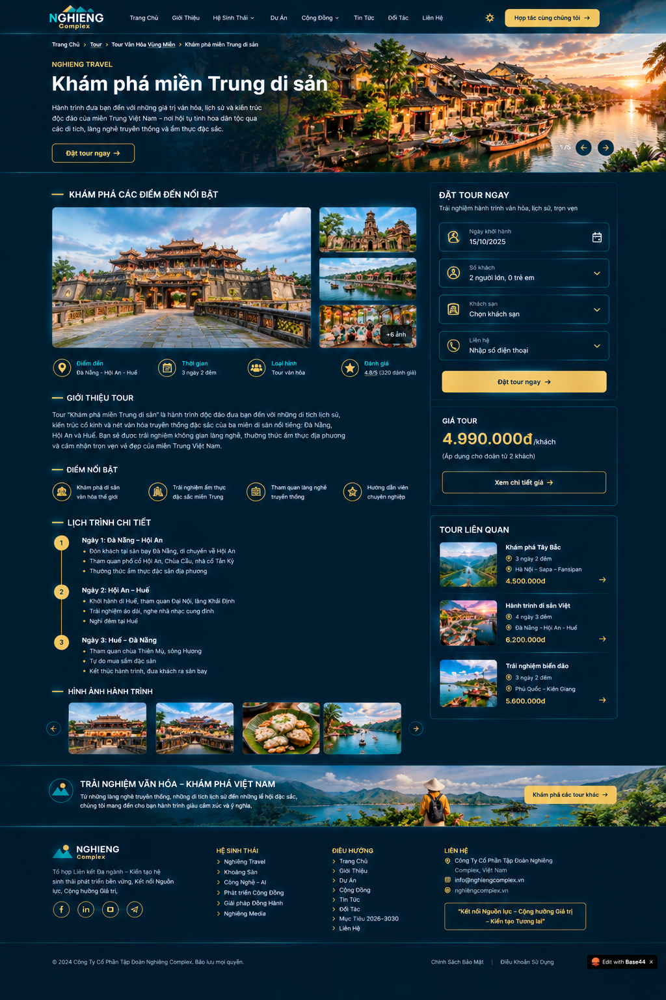 NGHIENG
Complex
Trang Chủ
Giới Thiệu
Hệ Sinh Thái
Dự Án
Cộng Đồng
Tin Tức
Đối Tác
Liên Hệ
Họp tác cùng chúng tôi →
Trang Chủ > Tour > Tour Văn Hóa Vùng Miền > Khám phá miền Trung di sản
NGHIENG TRAVEL
Khám phá miền Trung di sản
Hành trình đưa bạn đến với những giá trị văn hóa, lịch sử và kiến trúc
độc đáo của miền Trung Việt Nam – nơi hội tụ tinh hoa dân tộc qua
các di tích, làng nghề truyền thống và ẩm thực đặc sắc.
Đặt tour ngay →
1/5
KHÁM PHÁ CÁC ĐIỂM ĐẾN NỔI BẬT
+6 ảnh
Điểm đến
Đà Nẵng - Hội An - Huế
Thời gian
3 ngày 2 đêm
Loại hình
Tour văn hóa
Đánh giá
4.8/5 (320 đánh giá)
GIỚI THIỆU TOUR
Tour "Khám phá miền Trung di sản" là hành trình độc đáo đưa bạn đến với những di tích lịch sử,
kiến trúc cổ kính và nét văn hóa truyền thống đặc sắc của ba miền di sản nổi tiếng: Đà Nẵng,
Hội An và Huế. Bạn sẽ được trải nghiệm không gian làng nghề, thưởng thức ẩm thực địa phương
và cảm nhận trọn vẹn vẻ đẹp của miền Trung Việt Nam.
ĐIỂM NỔI BẬT
Khám phá di sản
văn hóa thế giới
Trải nghiệm ẩm thực
đặc sắc miền Trung
Tham quan làng nghề
truyền thống
Hướng dẫn viên
chuyên nghiệp
LỊCH TRÌNH CHI TIẾT
1
Ngày 1: Đà Nẵng – Hội An
Đón khách tại sân bay Đà Nẵng, di chuyển về Hội An
Tham quan phố cổ Hội An, Chùa Cầu, nhà cổ Tấn Ký
Thưởng thức ẩm thực đặc sản địa phương
2
Ngày 2: Hội An – Huế
Khởi hành đi Huế, tham quan Đại Nội, lăng Khải Định
Trải nghiệm áo dài, nghe nhã nhạc cung đình
Nghỉ đêm tại Huế
3
Ngày 3: Huế – Đà Nẵng
Tham quan chùa Thiên Mụ, sông Hương
Tự do mua sắm đặc sản
Kết thúc hành trình, đưa khách ra sân bay
HÌNH ẢNH HÀNH TRÌNH
ĐẶT TOUR NGAY
Trải nghiệm hành trình văn hóa, lịch sử, trọn vẹn
Ngày khởi hành
15/10/2025
Số khách
2 người lớn, 0 trẻ em
Khách sạn
Chọn khách sạn
Liên hệ
Nhập số điện thoại
Đặt tour ngay →
GIÁ TOUR
4.990.000đ/khách
(Áp dụng cho đoàn từ 2 khách)
Xem chi tiết giá →
TOUR LIÊN QUAN
Khám phá Tây Bắc
3 ngày 2 đêm
Hà Nội – Sapa – Fansipan
4.500.000đ
Hành trình di sản Việt
4 ngày 3 đêm
Đà Nẵng – Hội An - Huế
6.200.000đ
Trải nghiệm biển đảo
3 ngày 2 đêm
Phú Quốc - Kiên Giang
5.600.000đ
TRẢI NGHIỆM VĂN HÓA – KHÁM PHÁ VIỆT NAM
Từ những làng nghề truyền thống, những di tích lịch sử đến những lễ hội đặc sắc,
chúng tôi mang đến cho bạn hành trình giàu cảm xúc và ý nghĩa.
Khám phá các tour khác →
NGHIENG
Complex
Tổ hợp Liên kết Đa ngành – Kiến tạo hệ
sinh thái phát triển bền vững, Kết nối Nguồn
lực, Cộng hưởng Giá trị,
HỆ SINH THÁI
Nghiêng Travel
Khoáng Sản
Công Nghệ - AI
Phát triển Cộng Đồng
Giải pháp Đồng Hành
Nghiêng Media
ĐIỀU HƯỚNG
Trang Chủ
Giới Thiệu
Dự Án
Cộng Đồng
Tin Tức
Đối Tác
Mục Tiêu 2026-3030
Liên Hệ
LIÊN HỆ
Công Ty Cổ Phần Tập Đoàn Nghiêng
Complex, Việt Nam
info@nghiengcomplex.vn
nghiêngcomplex.vn
"Kết nối Nguồn lực – Cộng hưởng Giá trị
– Kiến tạo Tương lai"
© 2024 Công Ty Cổ Phần Tập Đoàn Nghiêng Complex. Bảo lưu mọi quyền.
Chính Sách Bảo Mật | Điều Khoản Sử Dụng
Edit with Base44 ×